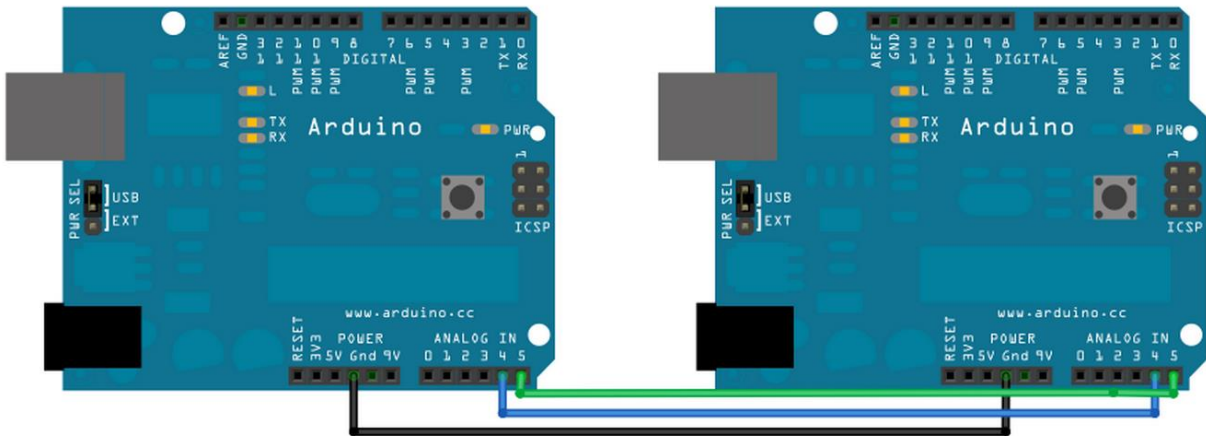 AREF
GND
13
12
11
10
9
8
7
6
5
4
3
2
TX 1
RX 0
DIGITAL
PWM
PWM
PWM
PWM
PWM
PWM
L
TX
RX
Arduino
PWR
1
ICSP
PWR SEL
USB
EXT
www.arduino.cc
POWER
ANALOG IN
RESET
3V3
5V Gnd 9V
0 1 2 3 4 5
AREF
GND
13
12
11
10
9
8
7
6
5
4
3
2
TX 1
RX 0
DIGITAL
PWM
PWM
PWM
PWM
PWM
PWM
L
TX
RX
Arduino
PWR
1
ICSP
PWR SEL
USB
EXT
www.arduino.cc
POWER
ANALOG IN
RESET
3V3
5V Gnd 9V
0 1 2 3 4 5